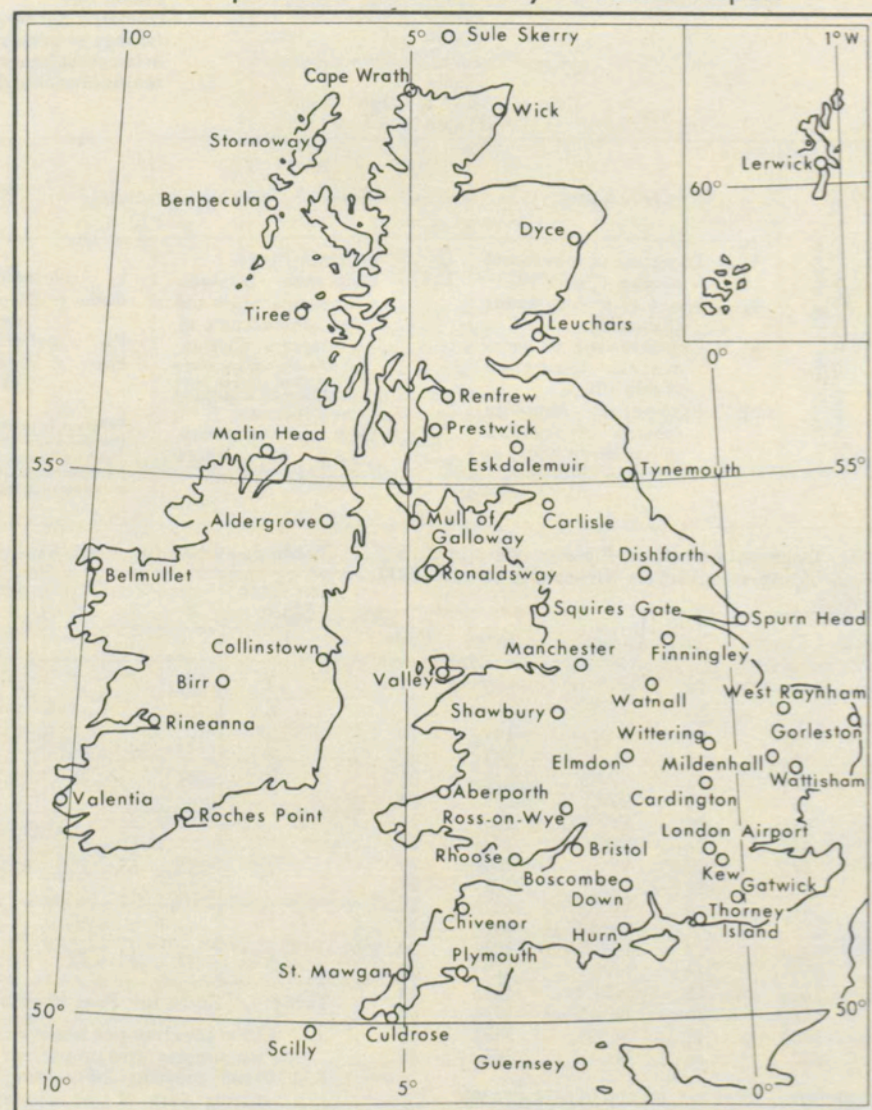 10°
5°
Sule Skerry
1° W
Cape Wrath
Wick
Stornoway
Lerwick
60°
Benbecula
Dyce
Tiree
Leuchars
0°
Renfrew
Prestwick
Malin Head
Eskdalemuir
Tynemouth
55°
55°
Aldergrove
Mull of
Galloway
Carlisle
Dishforth
Belmullet
Ronaldsway
Squires Gate
Spurn Head
Collinstown
Manchester
Finningley
Birr
Valley
Watnall
West Raynham
Rineanna
Shawbury
Gorleston
Wittering
Elmdon
Mildenhall
Wattisham
Valentia
Aberporth
Cardington
Roches Point
Ross-on-Wye
London Airport
Rhoose
Bristol
Kew
Boscombe
Down
Gatwick
Chivenor
Thorney
Island
Hurn
St. Mawgan
Plymouth
50°
50°
Scilly
Culdrose
Guernsey
10°
5°
0°